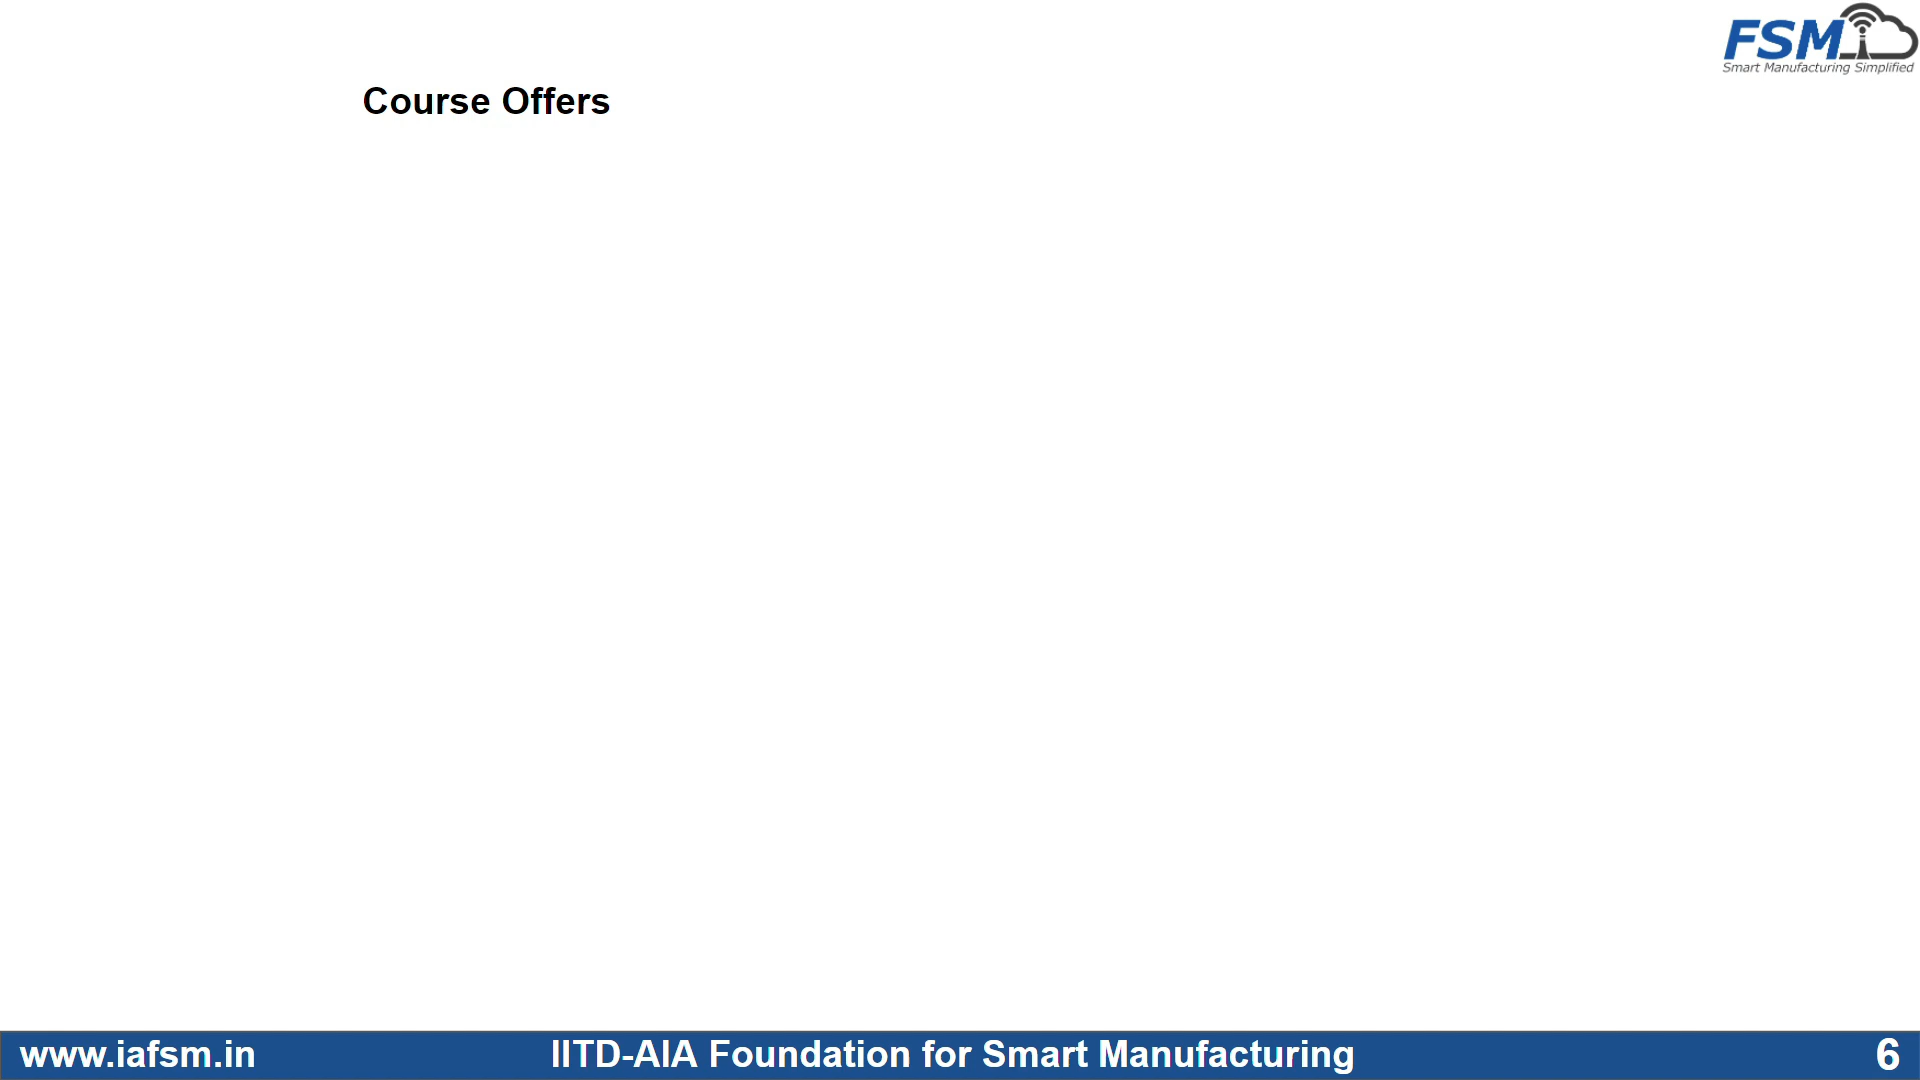 FSM
Smart Manufacturing Simplified
Course Offers
www.iafsm.in
IITD-AIA Foundation for Smart Manufacturing
6